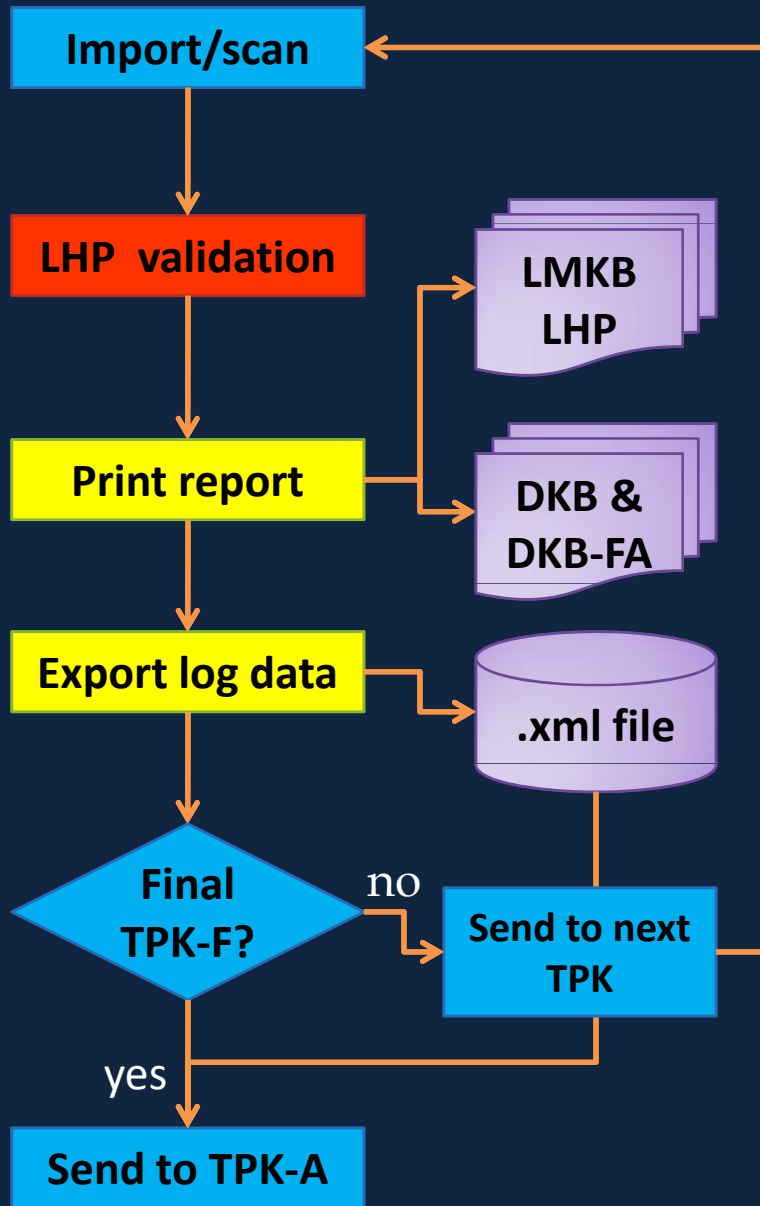 Import/scan
LHP validation
LMKB
LHP
Print report
DKB &
DKB-FA
Export log data
.xml file
Final
TPK-F?
no
Send to next
TPK
yes
Send to TPK-A